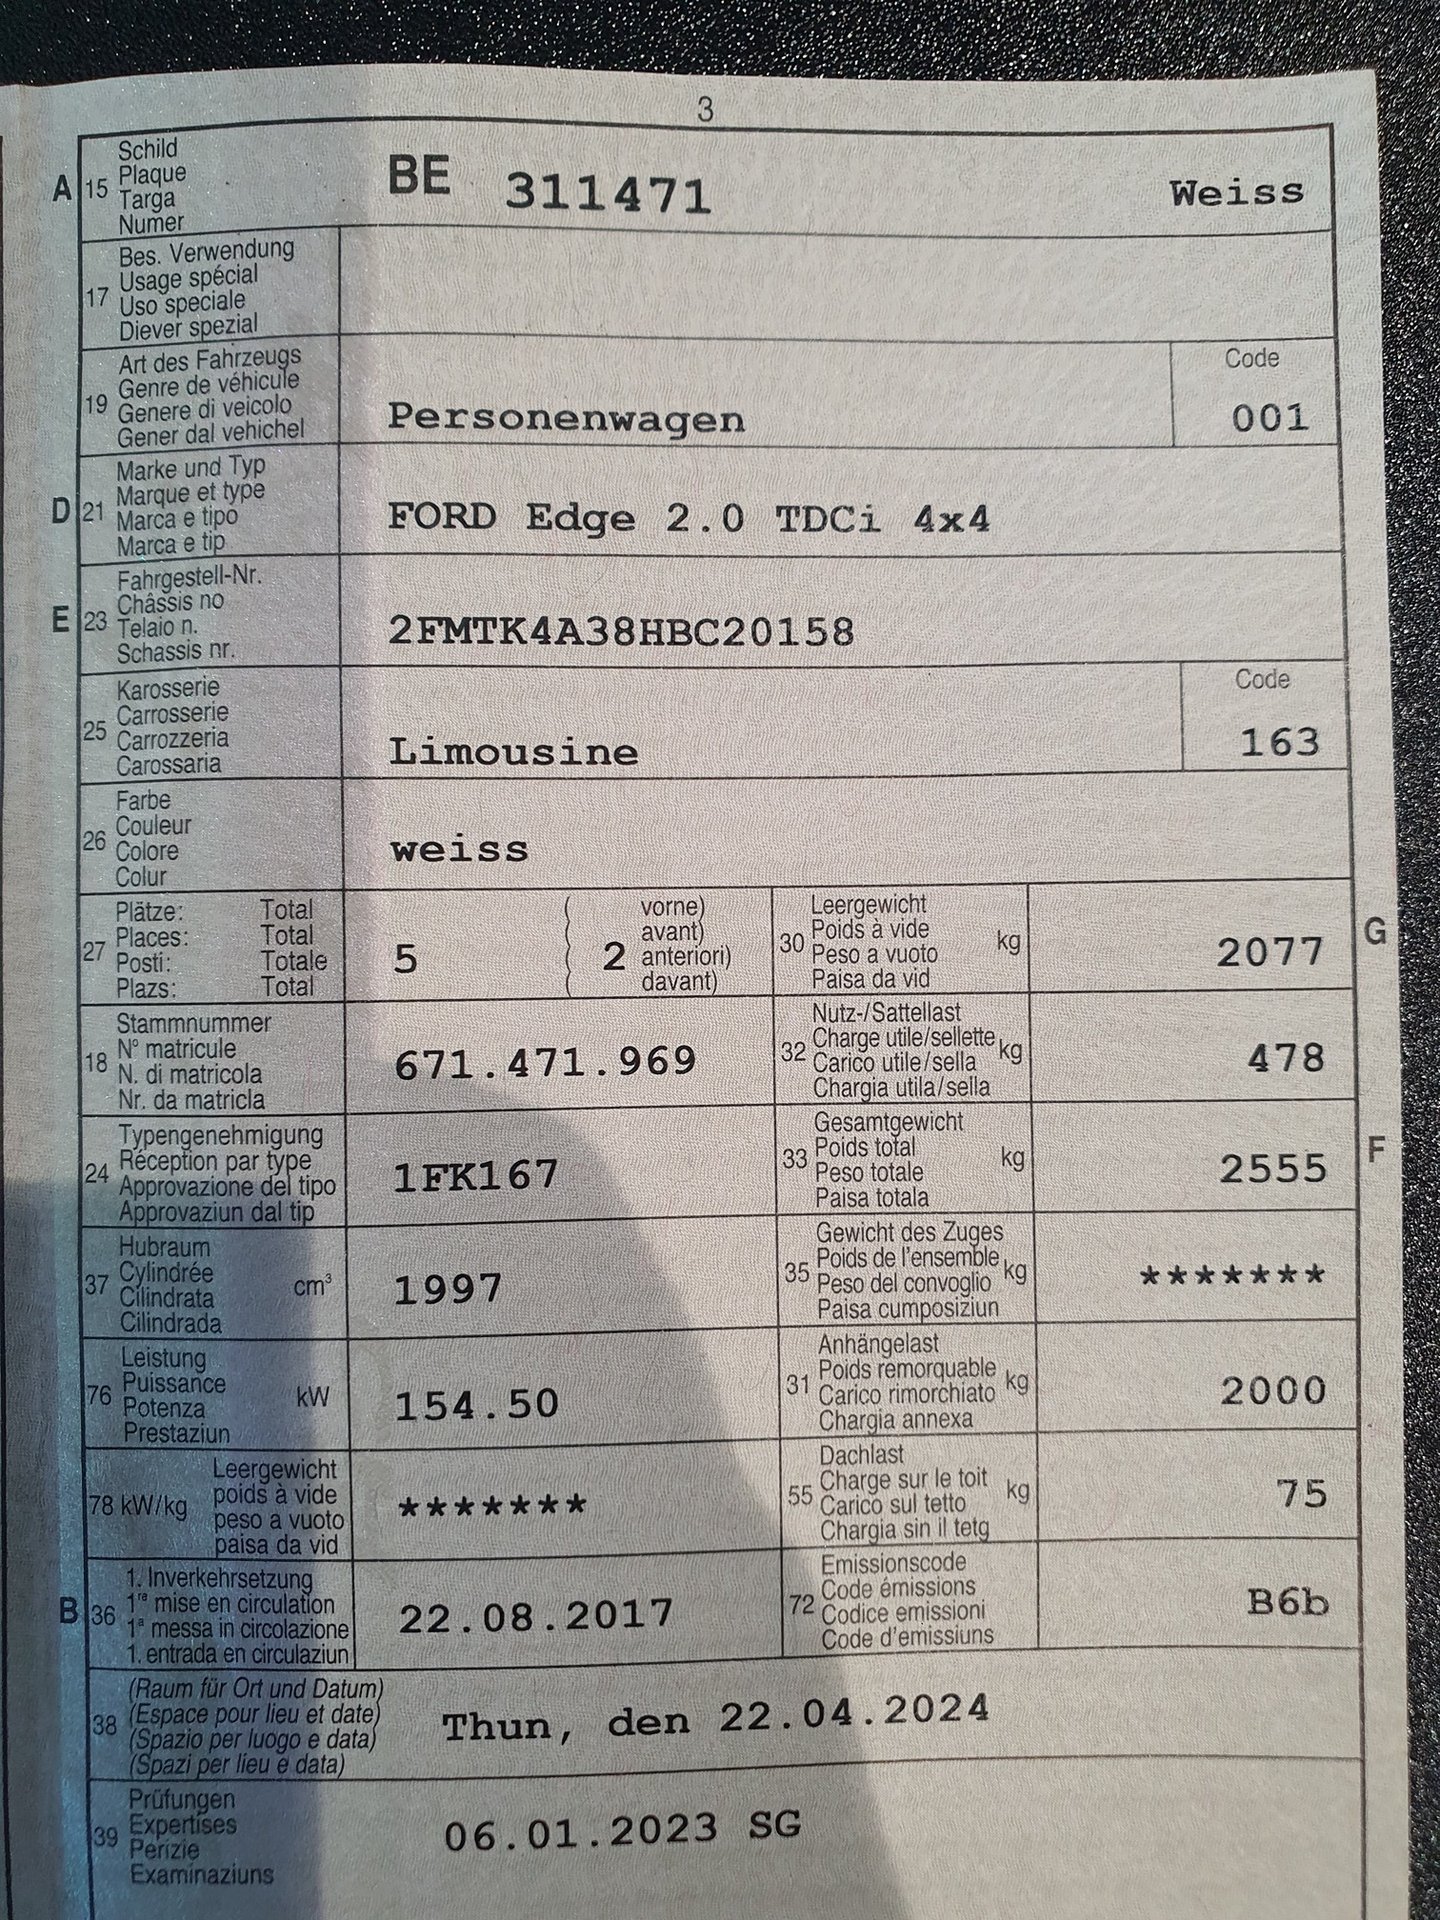 3
A 15 Schild
Plaque
Targa
Numer
BE 311471 Weiss
17 Bes. Verwendung
Usage spécial
Uso speciale
Diever spezial
19 Art des Fahrzeugs
Genre de véhicule
Genere di veicolo
Gener dal vehichel
Personenwagen
Code
001
D 21 Marke und Typ
Marque et type
Marca e tipo
Marca e tip
FORD Edge 2.0 TDCi 4x4
E 23 Fahrgestell-Nr.
Châssis no
Telaio n.
Schassis nr.
2FMTK4A38HBC20158
25 Karosserie
Carrosserie
Carrozzeria
Carossaria
Limousine
Code
163
26 Farbe
Couleur
Colore
Colur
weiss
27 Plätze: Total
Places: Total
Posti: Totale
Plazs: Total
5
( vorne)
( avant)
( 2 anteriori)
( davant)
30 Leergewicht
Poids à vide
Peso a vuoto
Paisa da vid
kg
2077
G
18 Stammnummer
N° matricule
N. di matricola
Nr. da matricla
671.471.969
32 Nutz-/Sattellast
Charge utile/sellette
Carico utile/sella
Chargia utila/sella
kg
478
24 Typengenehmigung
Réception par type
Approvazione del tipo
Approvaziun dal tip
1FK167
33 Gesamtgewicht
Poids total
Peso totale
Paisa totala
kg
2555
F
37 Hubraum
Cylindrée
Cilindrata
Cilindrada
cm³
1997
35 Gewicht des Zuges
Poids de l'ensemble
Peso del convoglio
Paisa cumposiziun
kg
*******
76 Leistung
Puissance
Potenza
Prestaziun
kW
154.50
31 Anhängelast
Poids remorquable
Carico rimorchiato
Chargia annexa
kg
2000
78 kW/kg
Leergewicht
poids à vide
peso a vuoto
paisa da vid
*******
55 Dachlast
Charge sur le toit
Carico sul tetto
Chargia sin il tetg
kg
75
B 36 1. Inverkehrsetzung
1re mise en circulation
1a messa in circolazione
1. entrada en circulaziun
22.08.2017
72 Emissionscode
Code émissions
Codice emissioni
Code d'emissiuns
B6b
38 (Raum für Ort und Datum)
(Espace pour lieu et date)
(Spazio per luogo e data)
(Spazi per lieu e data)
Thun, den 22.04.2024
39 Prüfungen
Expertises
Perizie
Examinaziuns
06.01.2023 SG